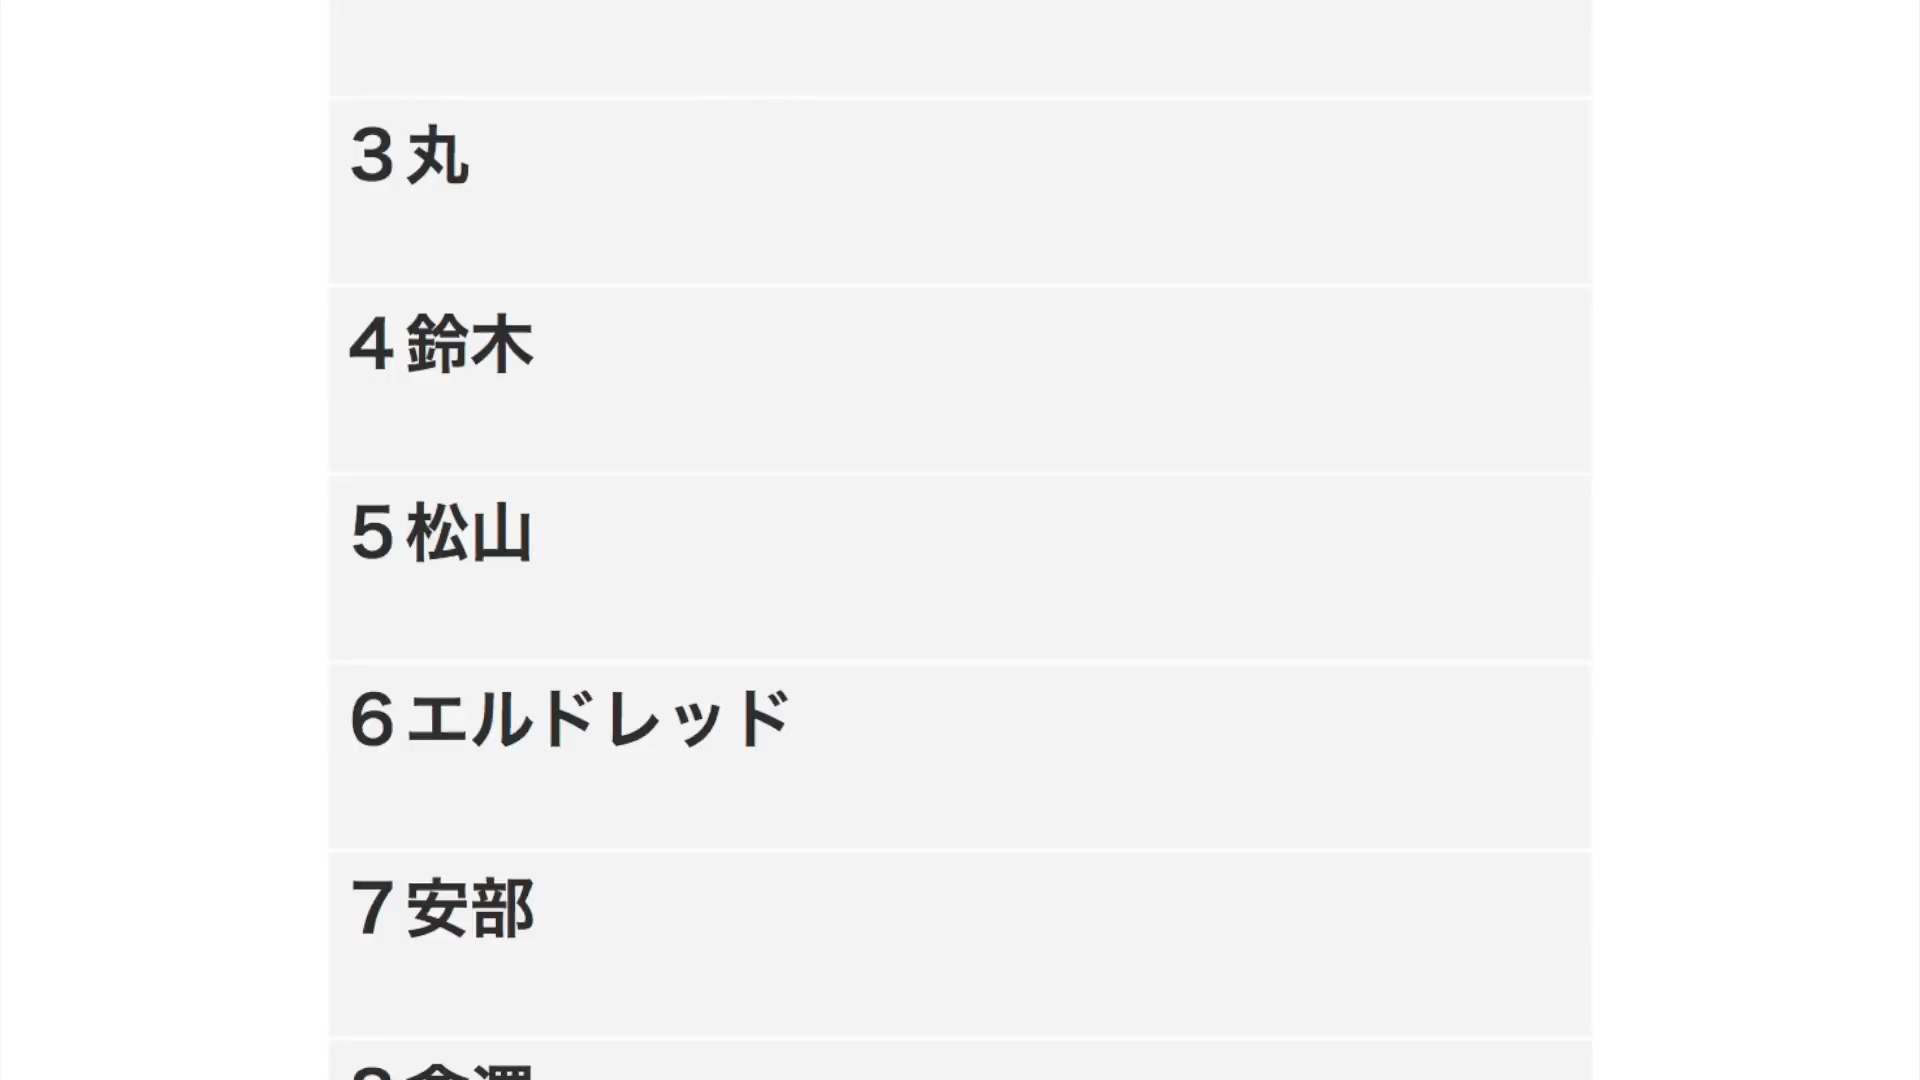 ３丸
４鈴木
５松山
６エルドレッド
７安部